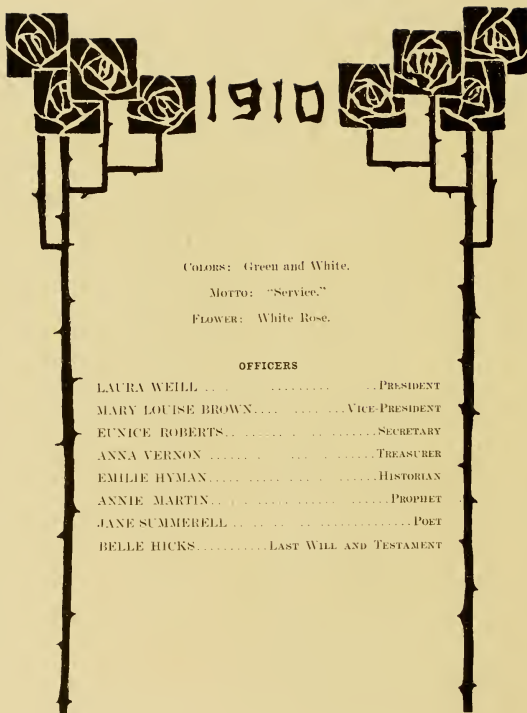 1910
COLORS: Green and White.
MOTTO: "Service."
FLOWER: White Rose.
OFFICERS
LAURA WEILL .. . ......... ..PRESIDENT
MARY LOUISE BROWN.... .... ...VICE-PRESIDENT
EUNICE ROBERTS.. ...... . .. ........SECRETARY
ANNA VERNON ....... . .. .. .........TREASURER
EMILIE HYMAN.... ..... .... . .......HISTORIAN
ANNIE MARTIN.. . .. ..... ...... ......PROPHET
JANE SUMMERELL .. .. .. .. ... ........POET
BELLE HICKS...........LAST WILL AND TESTAMENT